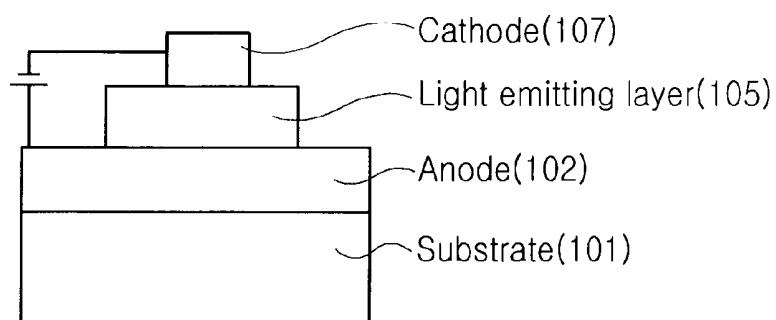 Cathode(107)
Light emitting layer(105)
Anode(102)
Substrate(101)